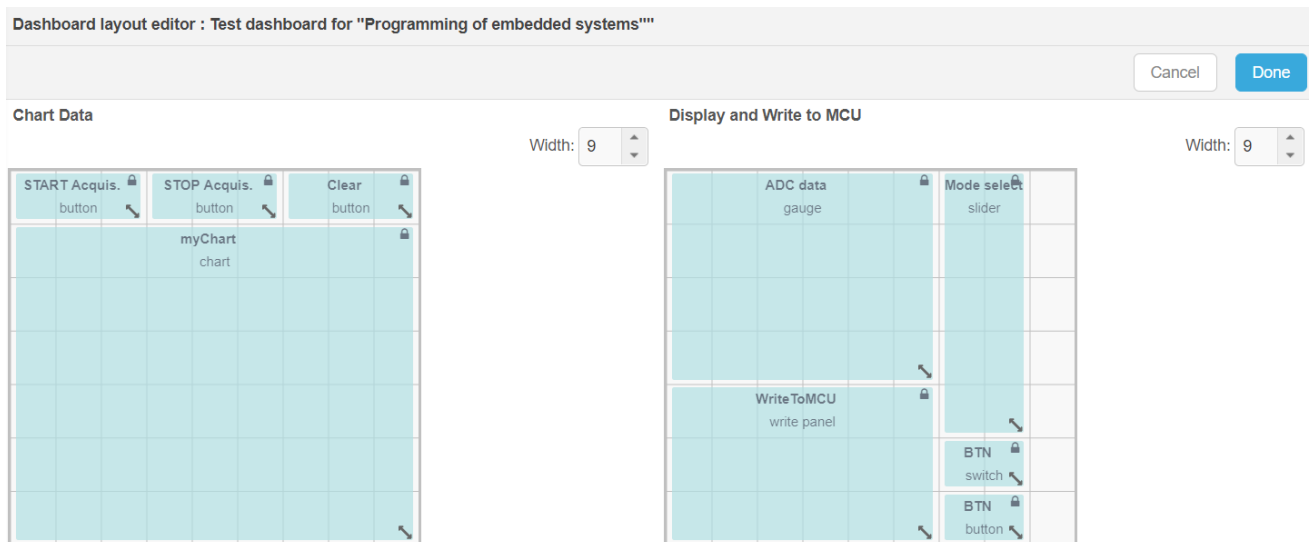 Dashboard layout editor : Test dashboard for "Programming of embedded systems""
Cancel Done
Chart Data
Width: 9
START Acquis. STOP Acquis. Clear
button button button
myChart
chart
Display and Write to MCU
Width: 9
ADC data
gauge
Mode select
slider
WriteToMCU
write panel
BTN
switch
BTN
button